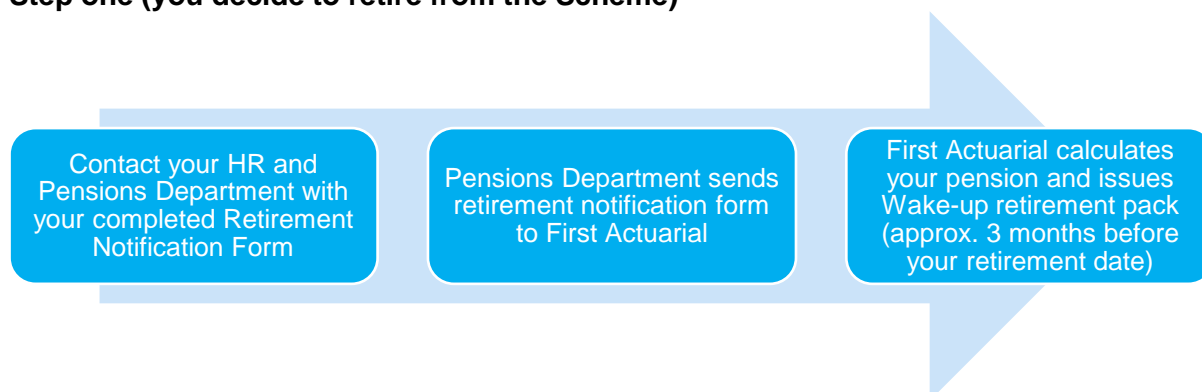 Step one (you decide to retire from the Scheme)
Contact your HR and
Pensions Department with
your completed Retirement
Notification Form
Pensions Department sends
retirement notification form
to First Actuarial
First Actuarial calculates
your pension and issues
Wake-up retirement pack
(approx. 3 months before
your retirement date)